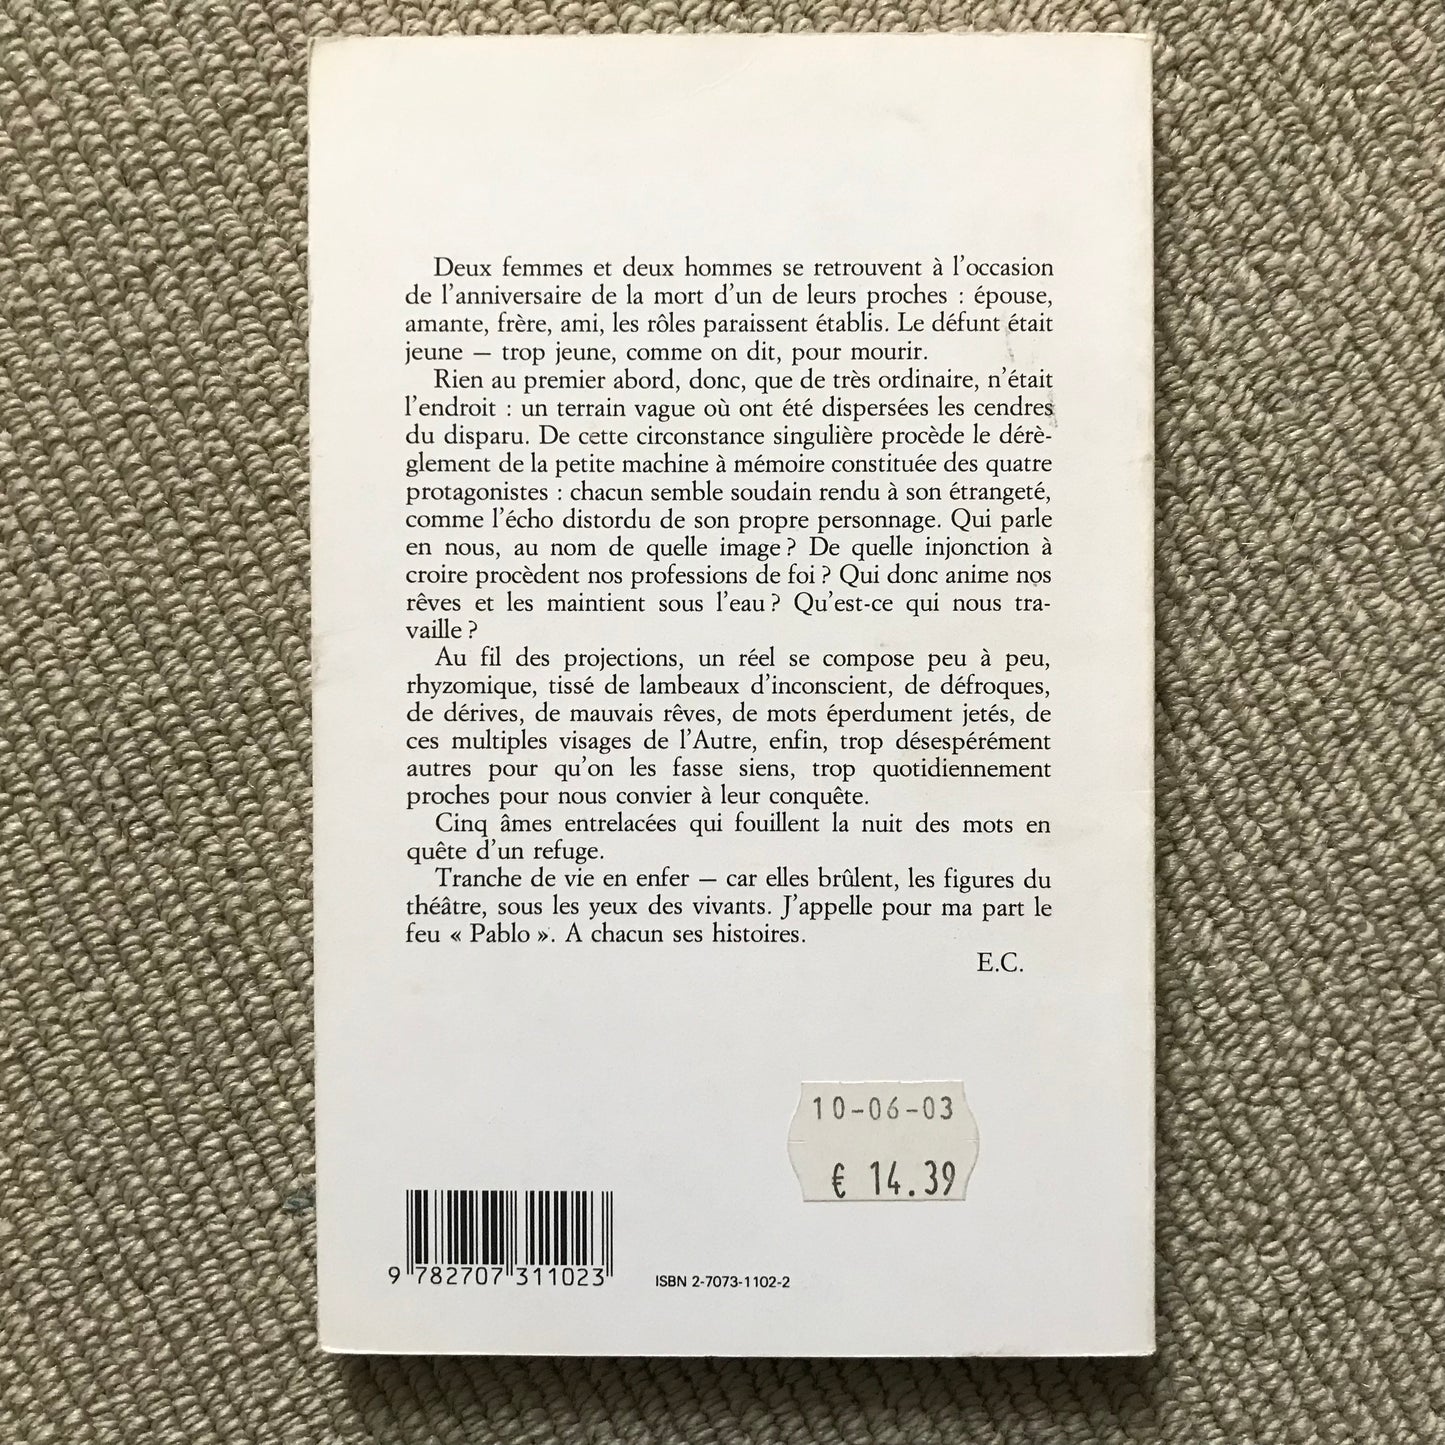 Deux femmes et deux hommes se retrouvent à l'occasion
de l'anniversaire de la mort d'un de leurs proches : épouse,
amante, frère, ami, les rôles paraissent établis. Le défunt était
jeune — trop jeune, comme on dit, pour mourir.
Rien au premier abord, donc, que de très ordinaire, n'était
l'endroit : un terrain vague où ont été dispersées les cendres
du disparu. De cette circonstance singulière procède le dérè-
glement de la petite machine à mémoire constituée des quatre
protagonistes : chacun semble soudain rendu à son étrangeté,
comme l'écho distordu de son propre personnage. Qui parle
en nous, au nom de quelle image ? De quelle injonction à
croire procèdent nos professions de foi ? Qui donc anime nos
rêves et les maintient sous l'eau ? Qu'est-ce qui nous tra-
vaille ?
Au fil des projections, un réel se compose peu à peu,
rhyzomique, tissé de lambeaux d'inconscient, de défroques,
de dérives, de mauvais rêves, de mots éperdument jetés, de
ces multiples visages de l'Autre, enfin, trop désespérément
autres pour qu'on les fasse siens, trop quotidiennement
proches pour nous convier à leur conquête.
Cinq âmes entrelacées qui fouillent la nuit des mots en
quête d'un refuge.
Tranche de vie en enfer — car elles brûlent, les figures du
théâtre, sous les yeux des vivants. J'appelle pour ma part le
feu « Pablo ». A chacun ses histoires.
E.C.
10-06-03
€ 14.39
9 782707 311023
ISBN 2-7073-1102-2